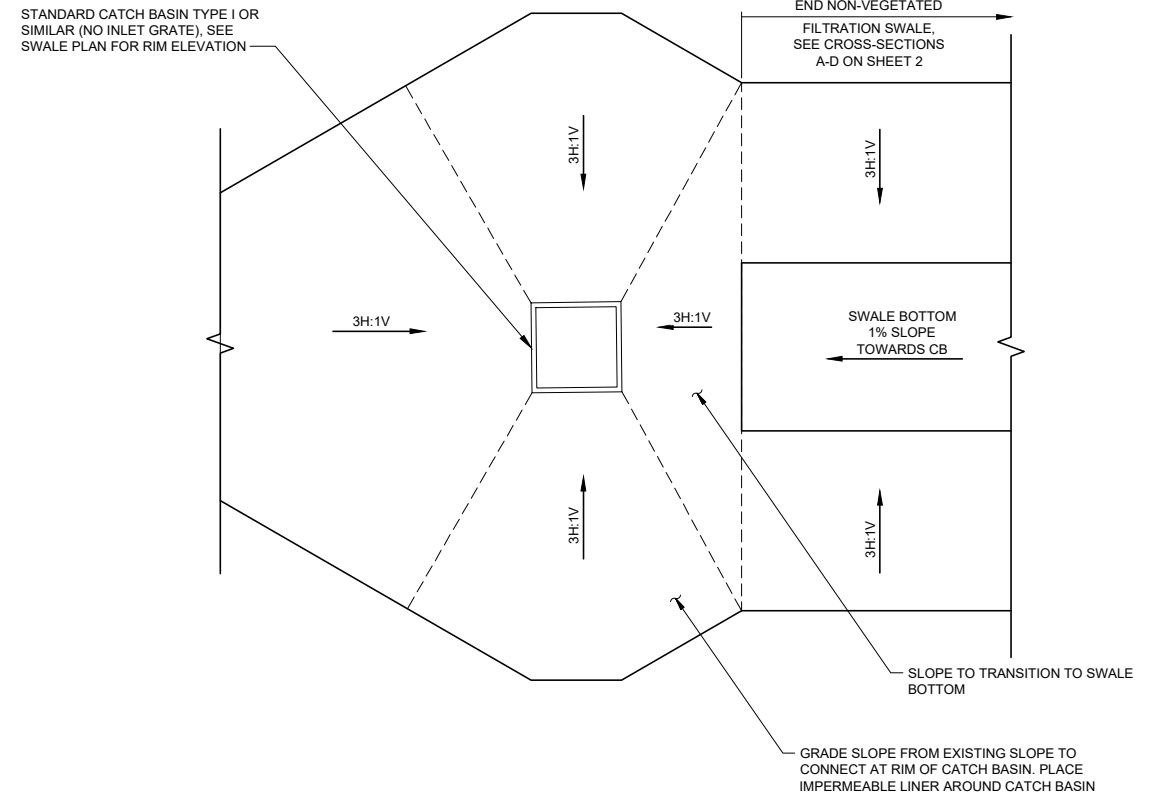 STANDARD CATCH BASIN TYPE I OR
SIMILAR (NO INLET GRATE), SEE
SWALE PLAN FOR RIM ELEVATION
END NON-VEGETATED
FILTRATION SWALE,
SEE CROSS-SECTIONS
A-D ON SHEET 2
3H:1V
3H:1V
3H:1V
3H:1V
SWALE BOTTOM
1% SLOPE
TOWARDS CB
3H:1V
3H:1V
SLOPE TO TRANSITION TO SWALE
BOTTOM
GRADE SLOPE FROM EXISTING SLOPE TO
CONNECT AT RIM OF CATCH BASIN. PLACE
IMPERMEABLE LINER AROUND CATCH BASIN